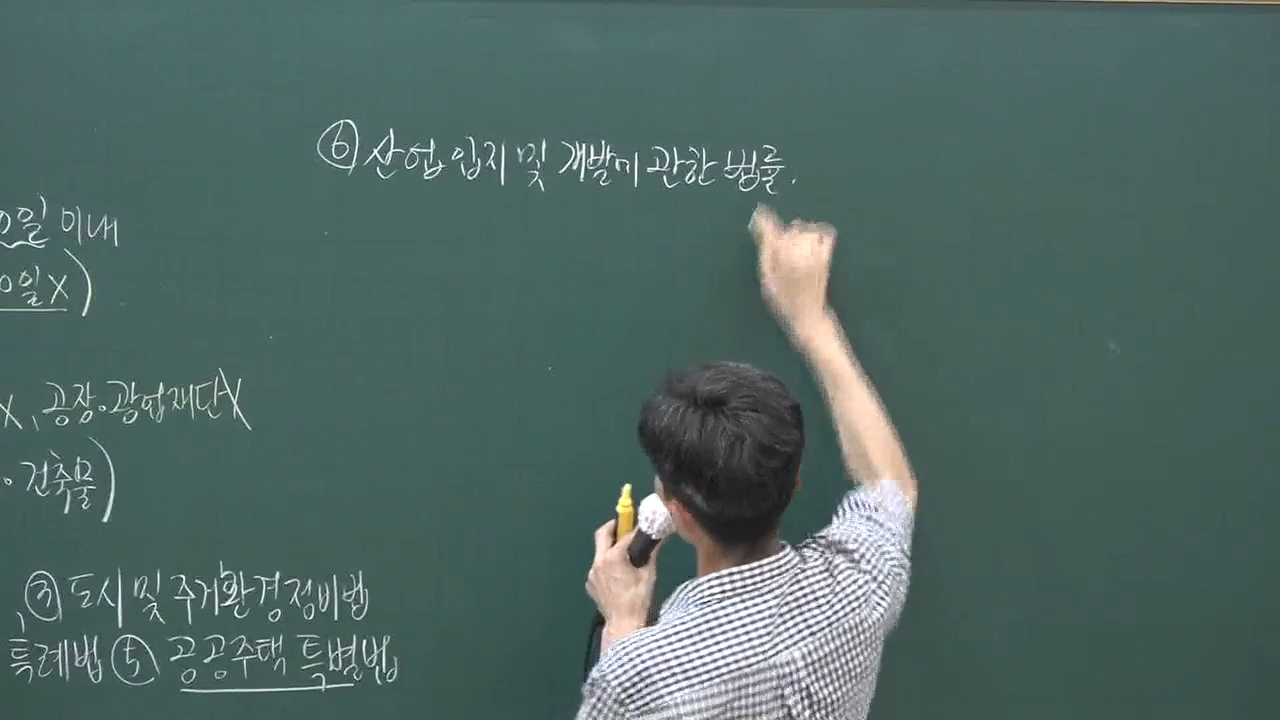 ⑥ 산업입지 및 개발에 관한 법률.
0일 이내
0일X)
X、공장·광업재단X
· 건축물)
, ③ 도시 및 주거환경정비법
특례법 ⑤ 공공주택 특별법